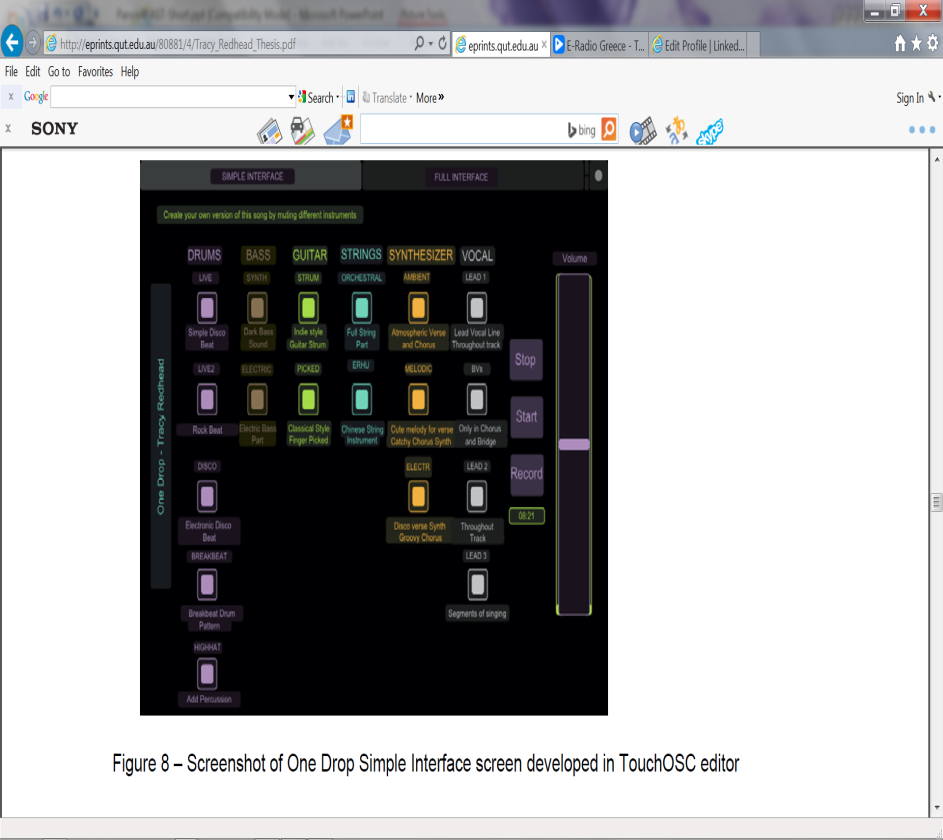 http://eprints.qut.edu.au/80881/4/Tracy_Redhead_Thesis.pdf
eprints.qut.edu.au
E-Radio Greece - T...
Edit Profile | Linked...
File Edit Go to Favorites Help
x Google Search Translate More »
Sign In
x SONY
bing
SIMPLE INTERFACE
FULL INTERFACE
Create your own version of this song by muting different instruments
DRUMS BASS GUITAR STRINGS SYNTHESIZER VOCAL
Volume
LIVE SYNTH STRUM ORCHESTRAL AMBIENT LEAD 1
Simple Disco Beat
Dark Bass Sound
Indie style Guitar Strum
Full String Part
Atmospheric Verse and Chorus
Lead Vocal Line Throughout track
LIVE2 ELECTRIC PICKED ERHU MELODIC BVs
Rock Beat
Electric Bass Part
Classical Style Finger Picked
Chinese String Instrument
Cute melody for verse Catchy Chorus Synth
Only in Chorus and Bridge
DISCO ELECTR LEAD 2
Electronic Disco Beat
Disco verse Synth Groovy Chorus
Throughout Track
BREAKBEAT LEAD 3
Breakbeat Drum Pattern
Segments of singing
HIGHHAT
Add Percussion
Stop
Start
Record
08:21
One Drop - Tracy Redhead
Figure 8 – Screenshot of One Drop Simple Interface screen developed in TouchOSC editor